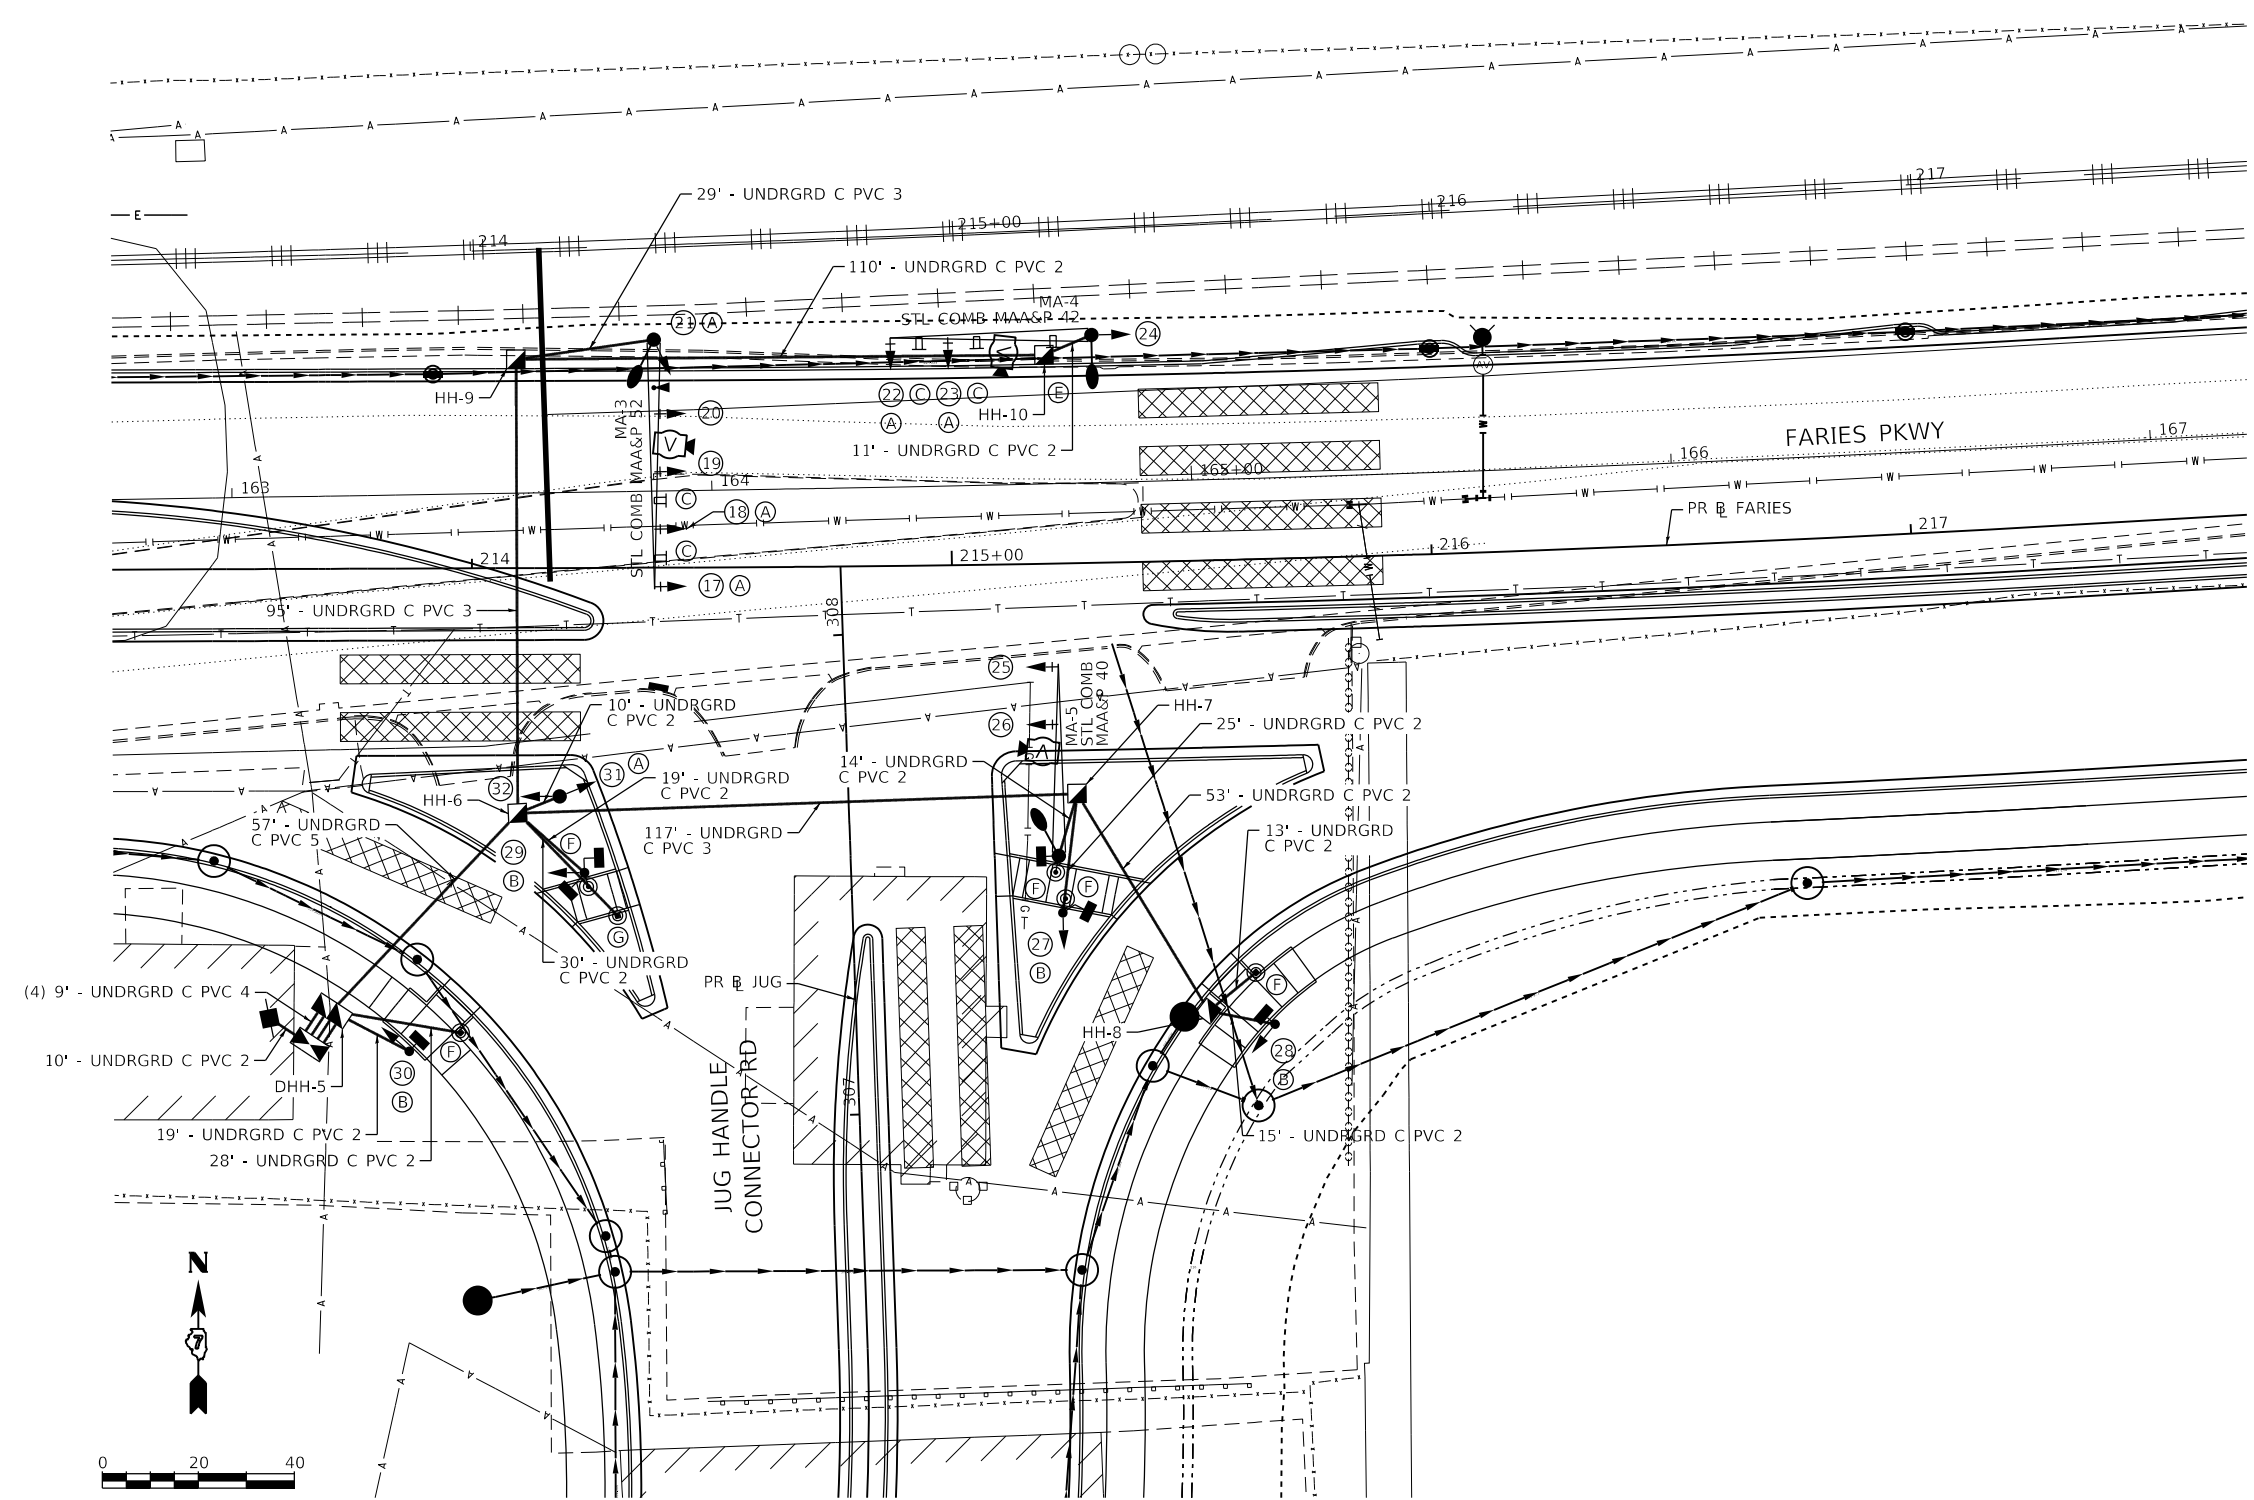 29' - UNDRGRD C PVC 3
217
216
215+00
214
E
110' - UNDRGRD C PVC 2
MA-4
STL COMB MAA&P 42
21 A
24
22 C 23 C
A A
E
HH-9
HH-10
11' - UNDRGRD C PVC 2
MA-3
STL COMB MAA&P 52
20
V
19
C
18 A
C
17 A
AV
FARIES PKWY
163
164
165+00
166
167
PR BL FARIES
214
215+00
216
217
95' - UNDRGRD C PVC 3
308
25
26
MA-5
STL COMB
MAA&P 40
V
HH-7
10' - UNDRGRD
C PVC 2
25' - UNDRGRD C PVC 2
14' - UNDRGRD
C PVC 2
31 A
32
19' - UNDRGRD
C PVC 2
HH-6
53' - UNDRGRD C PVC 2
57' - UNDRGRD
C PVC 5
117' - UNDRGRD
C PVC 3
13' - UNDRGRD
C PVC 2
29
B
F
F
F
G
27
B
30' - UNDRGRD
C PVC 2
PR BL JUG
F
(4) 9' - UNDRGRD C PVC 4
HH-8
10' - UNDRGRD C PVC 2
F
28
B
DHH-5
30
B
JUG HANDLE
CONNECTOR RD
307
19' - UNDRGRD C PVC 2
28' - UNDRGRD C PVC 2
15' - UNDRGRD C PVC 2
N
7
0 20 40